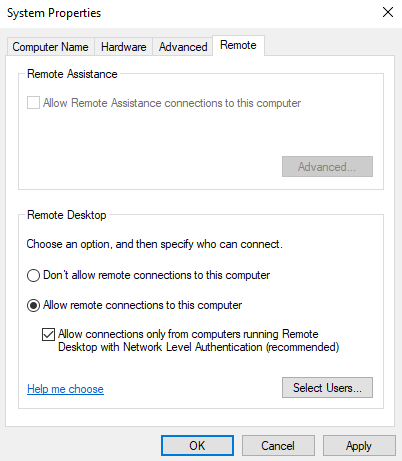 System Properties
Computer Name Hardware Advanced Remote
Remote Assistance
Allow Remote Assistance connections to this computer
Advanced...
Remote Desktop
Choose an option, and then specify who can connect.
Don't allow remote connections to this computer
Allow remote connections to this computer
Allow connections only from computers running Remote
Desktop with Network Level Authentication (recommended)
Help me choose Select Users...
OK Cancel Apply